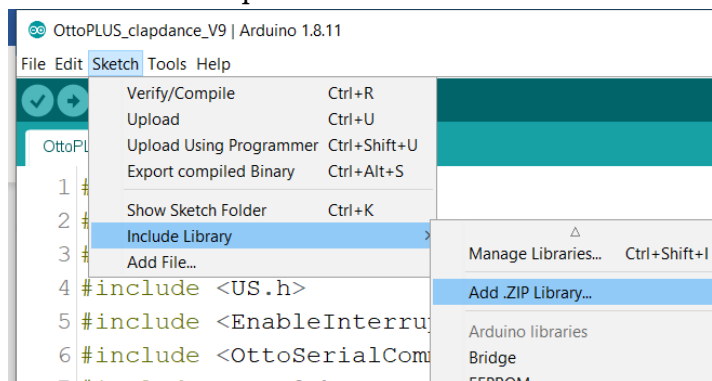 OttoPLUS_clapdance_V9 | Arduino 1.8.11
File Edit Sketch Tools Help
Verify/Compile Ctrl+R
Upload Ctrl+U
Upload Using Programmer Ctrl+Shift+U
Export compiled Binary Ctrl+Alt+S
Show Sketch Folder Ctrl+K
Include Library >
Add File...
Manage Libraries... Ctrl+Shift+I
Add .ZIP Library...
Arduino libraries
Bridge
OttoPL
1 #
2 #
3 #
4 #include <US.h>
5 #include <EnableInterru
6 #include <OttoSerialCom